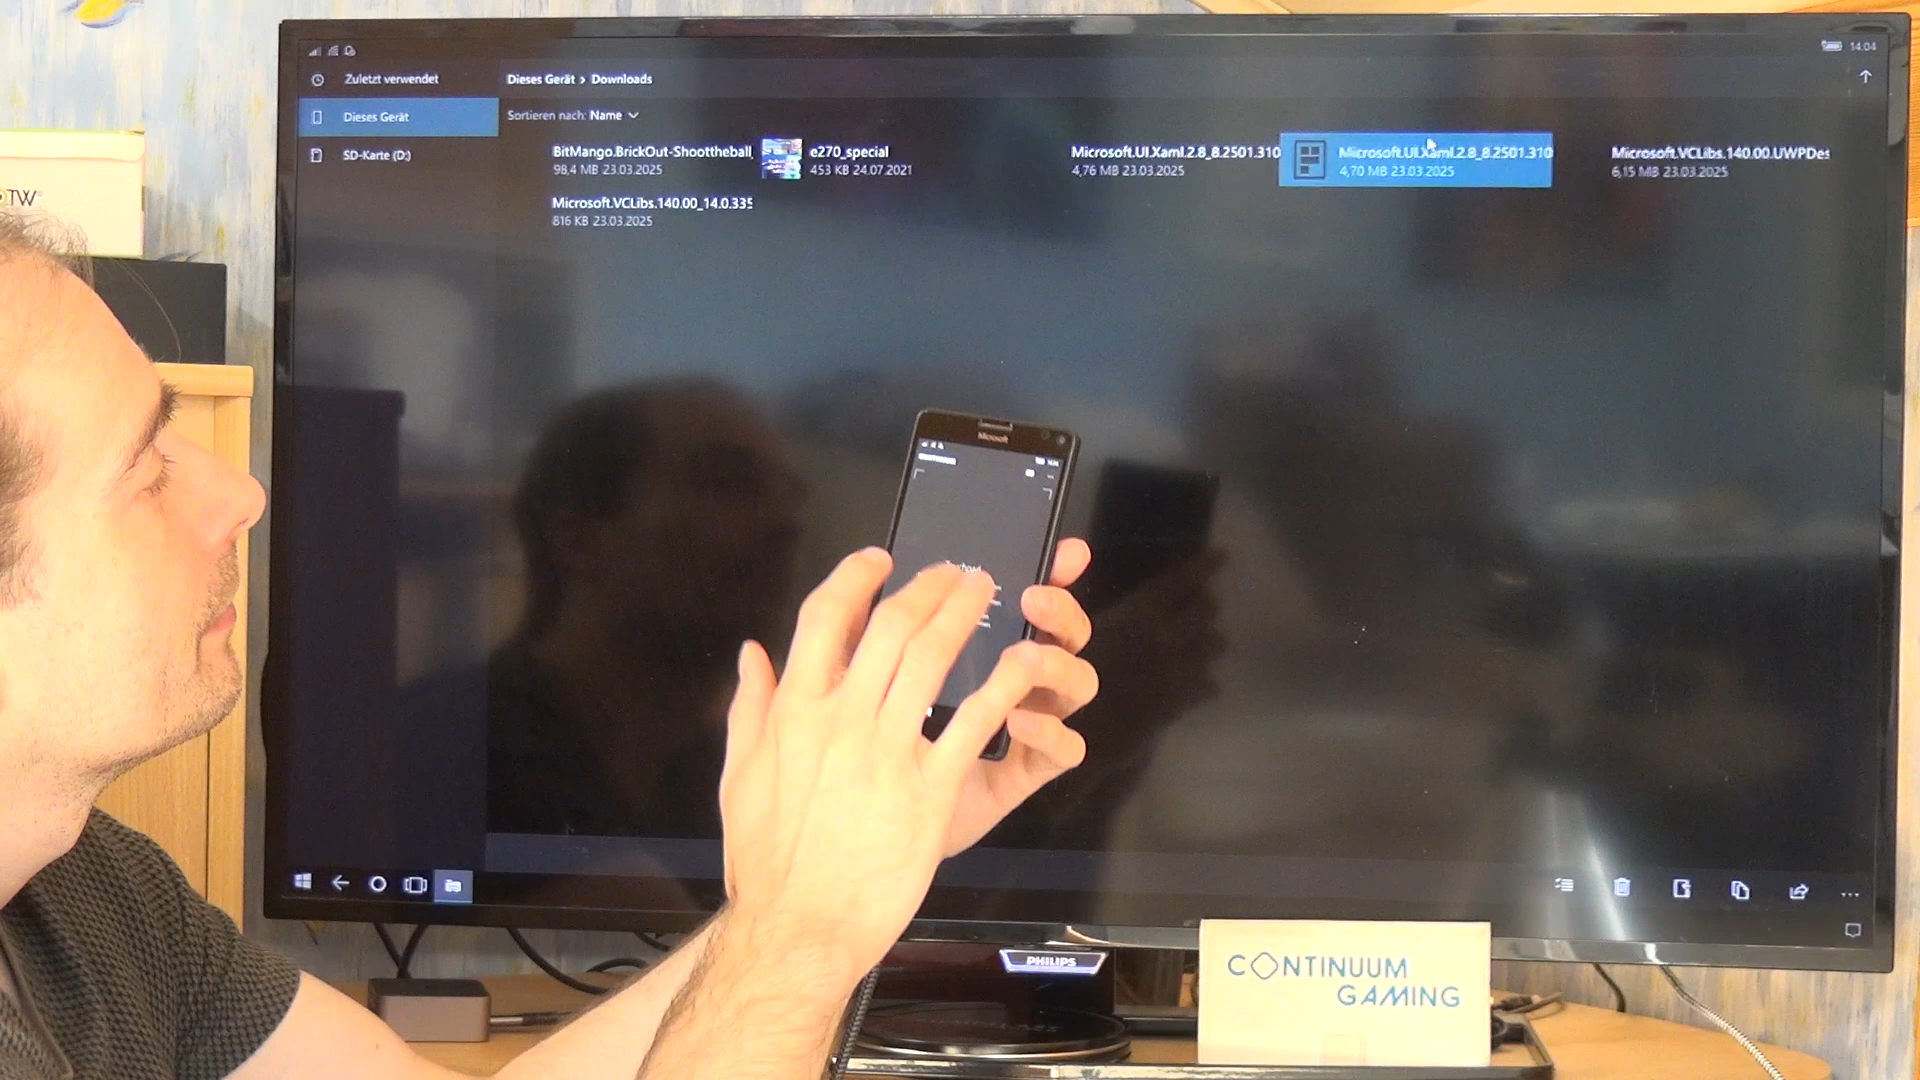 14:04
Zuletzt verwendet
Dieses Gerät > Downloads
Dieses Gerät
Sortieren nach: Name
SD-Karte (D:)
BitMango.BrickOut-Shoottheball_
98,4 MB 23.03.2025
e270_special
453 KB 24.07.2021
Microsoft.UI.Xaml.2.8_8.2501.310
4,76 MB 23.03.2025
Microsoft.UI.Xaml.2.8_8.2501.310
4,70 MB 23.03.2025
Microsoft.VCLibs.140.00.UWPDes
6,15 MB 23.03.2025
Microsoft.VCLibs.140.00_14.0.335
816 KB 23.03.2025
TW®
Microsoft
Touchpad
PHILIPS
CONTINUUM
GAMING